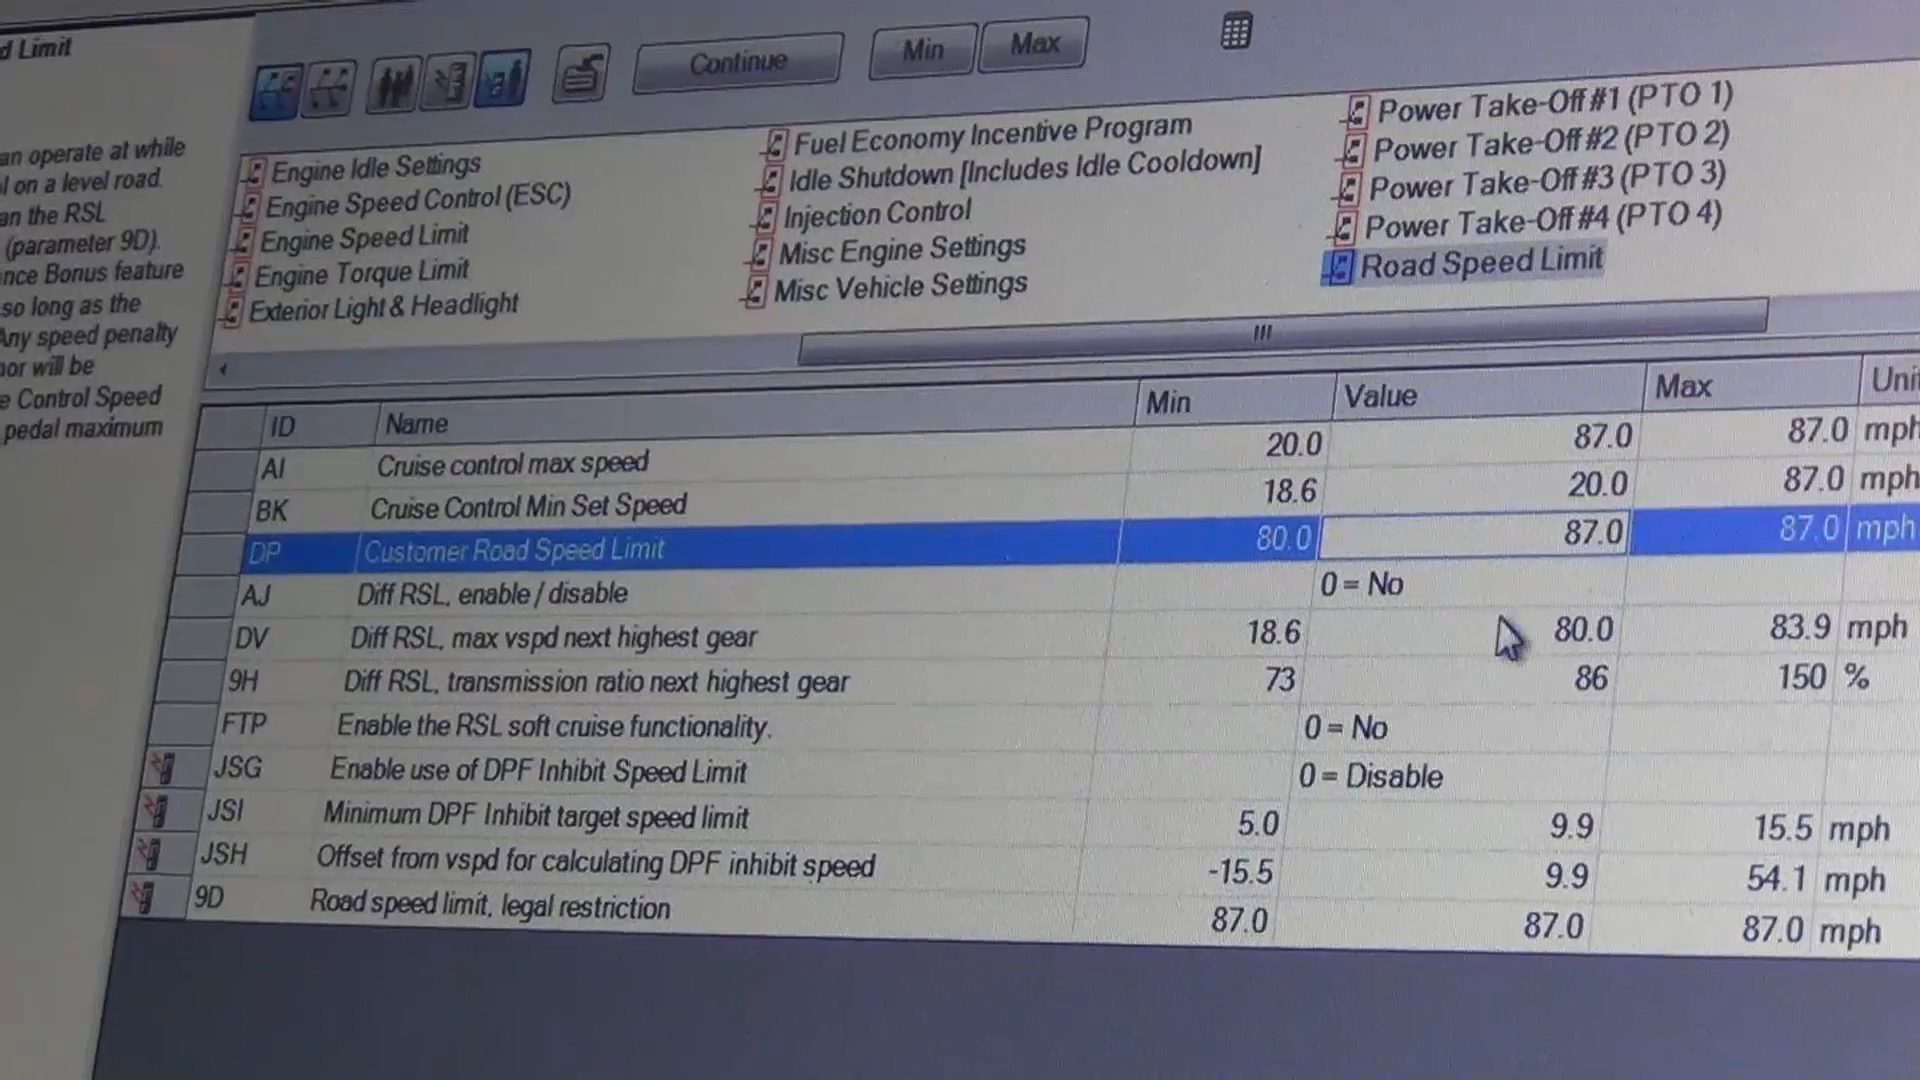 d Limit
an operate at while
l on a level road.
an the RSL
(parameter 9D).
nce Bonus feature
so long as the
Any speed penalty
nor will be
e Control Speed
pedal maximum
Continue
Min
Max
Engine Idle Settings
Engine Speed Control (ESC)
Engine Speed Limit
Engine Torque Limit
Exterior Light & Headlight
Fuel Economy Incentive Program
Idle Shutdown [Includes Idle Cooldown]
Injection Control
Misc Engine Settings
Misc Vehicle Settings
Power Take-Off #1 (PTO 1)
Power Take-Off #2 (PTO 2)
Power Take-Off #3 (PTO 3)
Power Take-Off #4 (PTO 4)
Road Speed Limit
ID Name Min Value Max Uni
AI Cruise control max speed 20.0 87.0 87.0 mph
BK Cruise Control Min Set Speed 18.6 20.0 87.0 mph
DP Customer Road Speed Limit 80.0 87.0 87.0 mph
AJ Diff RSL, enable / disable 0 = No
DV Diff RSL, max vspd next highest gear 18.6 80.0 83.9 mph
9H Diff RSL, transmission ratio next highest gear 73 86 150 %
FTP Enable the RSL soft cruise functionality. 0 = No
JSG Enable use of DPF Inhibit Speed Limit 0 = Disable
JSI Minimum DPF Inhibit target speed limit 5.0 9.9 15.5 mph
JSH Offset from vspd for calculating DPF inhibit speed -15.5 9.9 54.1 mph
9D Road speed limit, legal restriction 87.0 87.0 87.0 mph